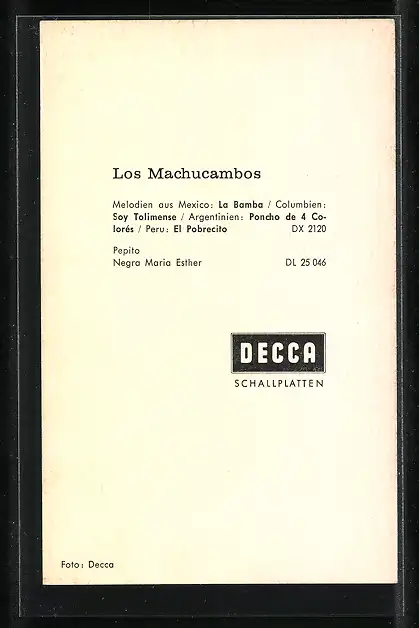 Los Machucambos
Melodien aus Mexico: La Bamba / Columbien:
Soy Tolimense / Argentinien: Poncho de 4 Co-
lorés / Peru: El Pobrecito DX 2120
Pepito
Negra Maria Esther DL 25 046
DECCA
SCHALLPLATTEN
Foto: Decca